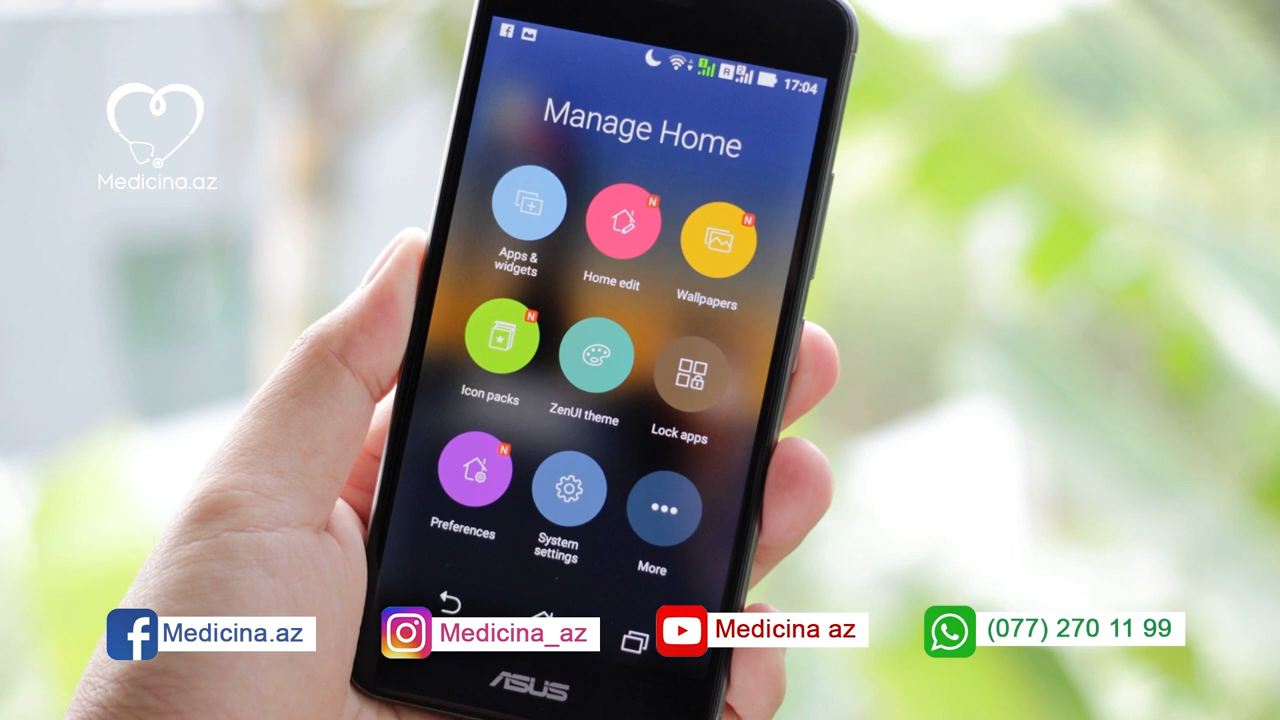 17:04
Manage Home
Medicina.az
N
N
Apps &
widgets
Home edit
Wallpapers
N
Icon packs
ZenUI theme
Lock apps
N
Preferences
System
settings
More
Medicina.az
Medicina_az
Medicina az
(077) 270 11 99
ASUS